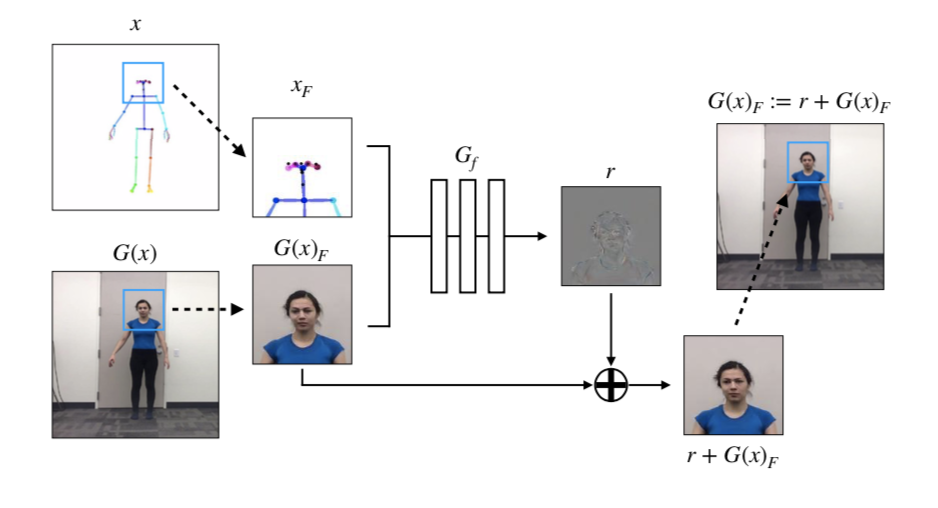 x
x_F
G(x)_F := r + G(x)_F
G_f
r
G(x)
G(x)_F
r + G(x)_F